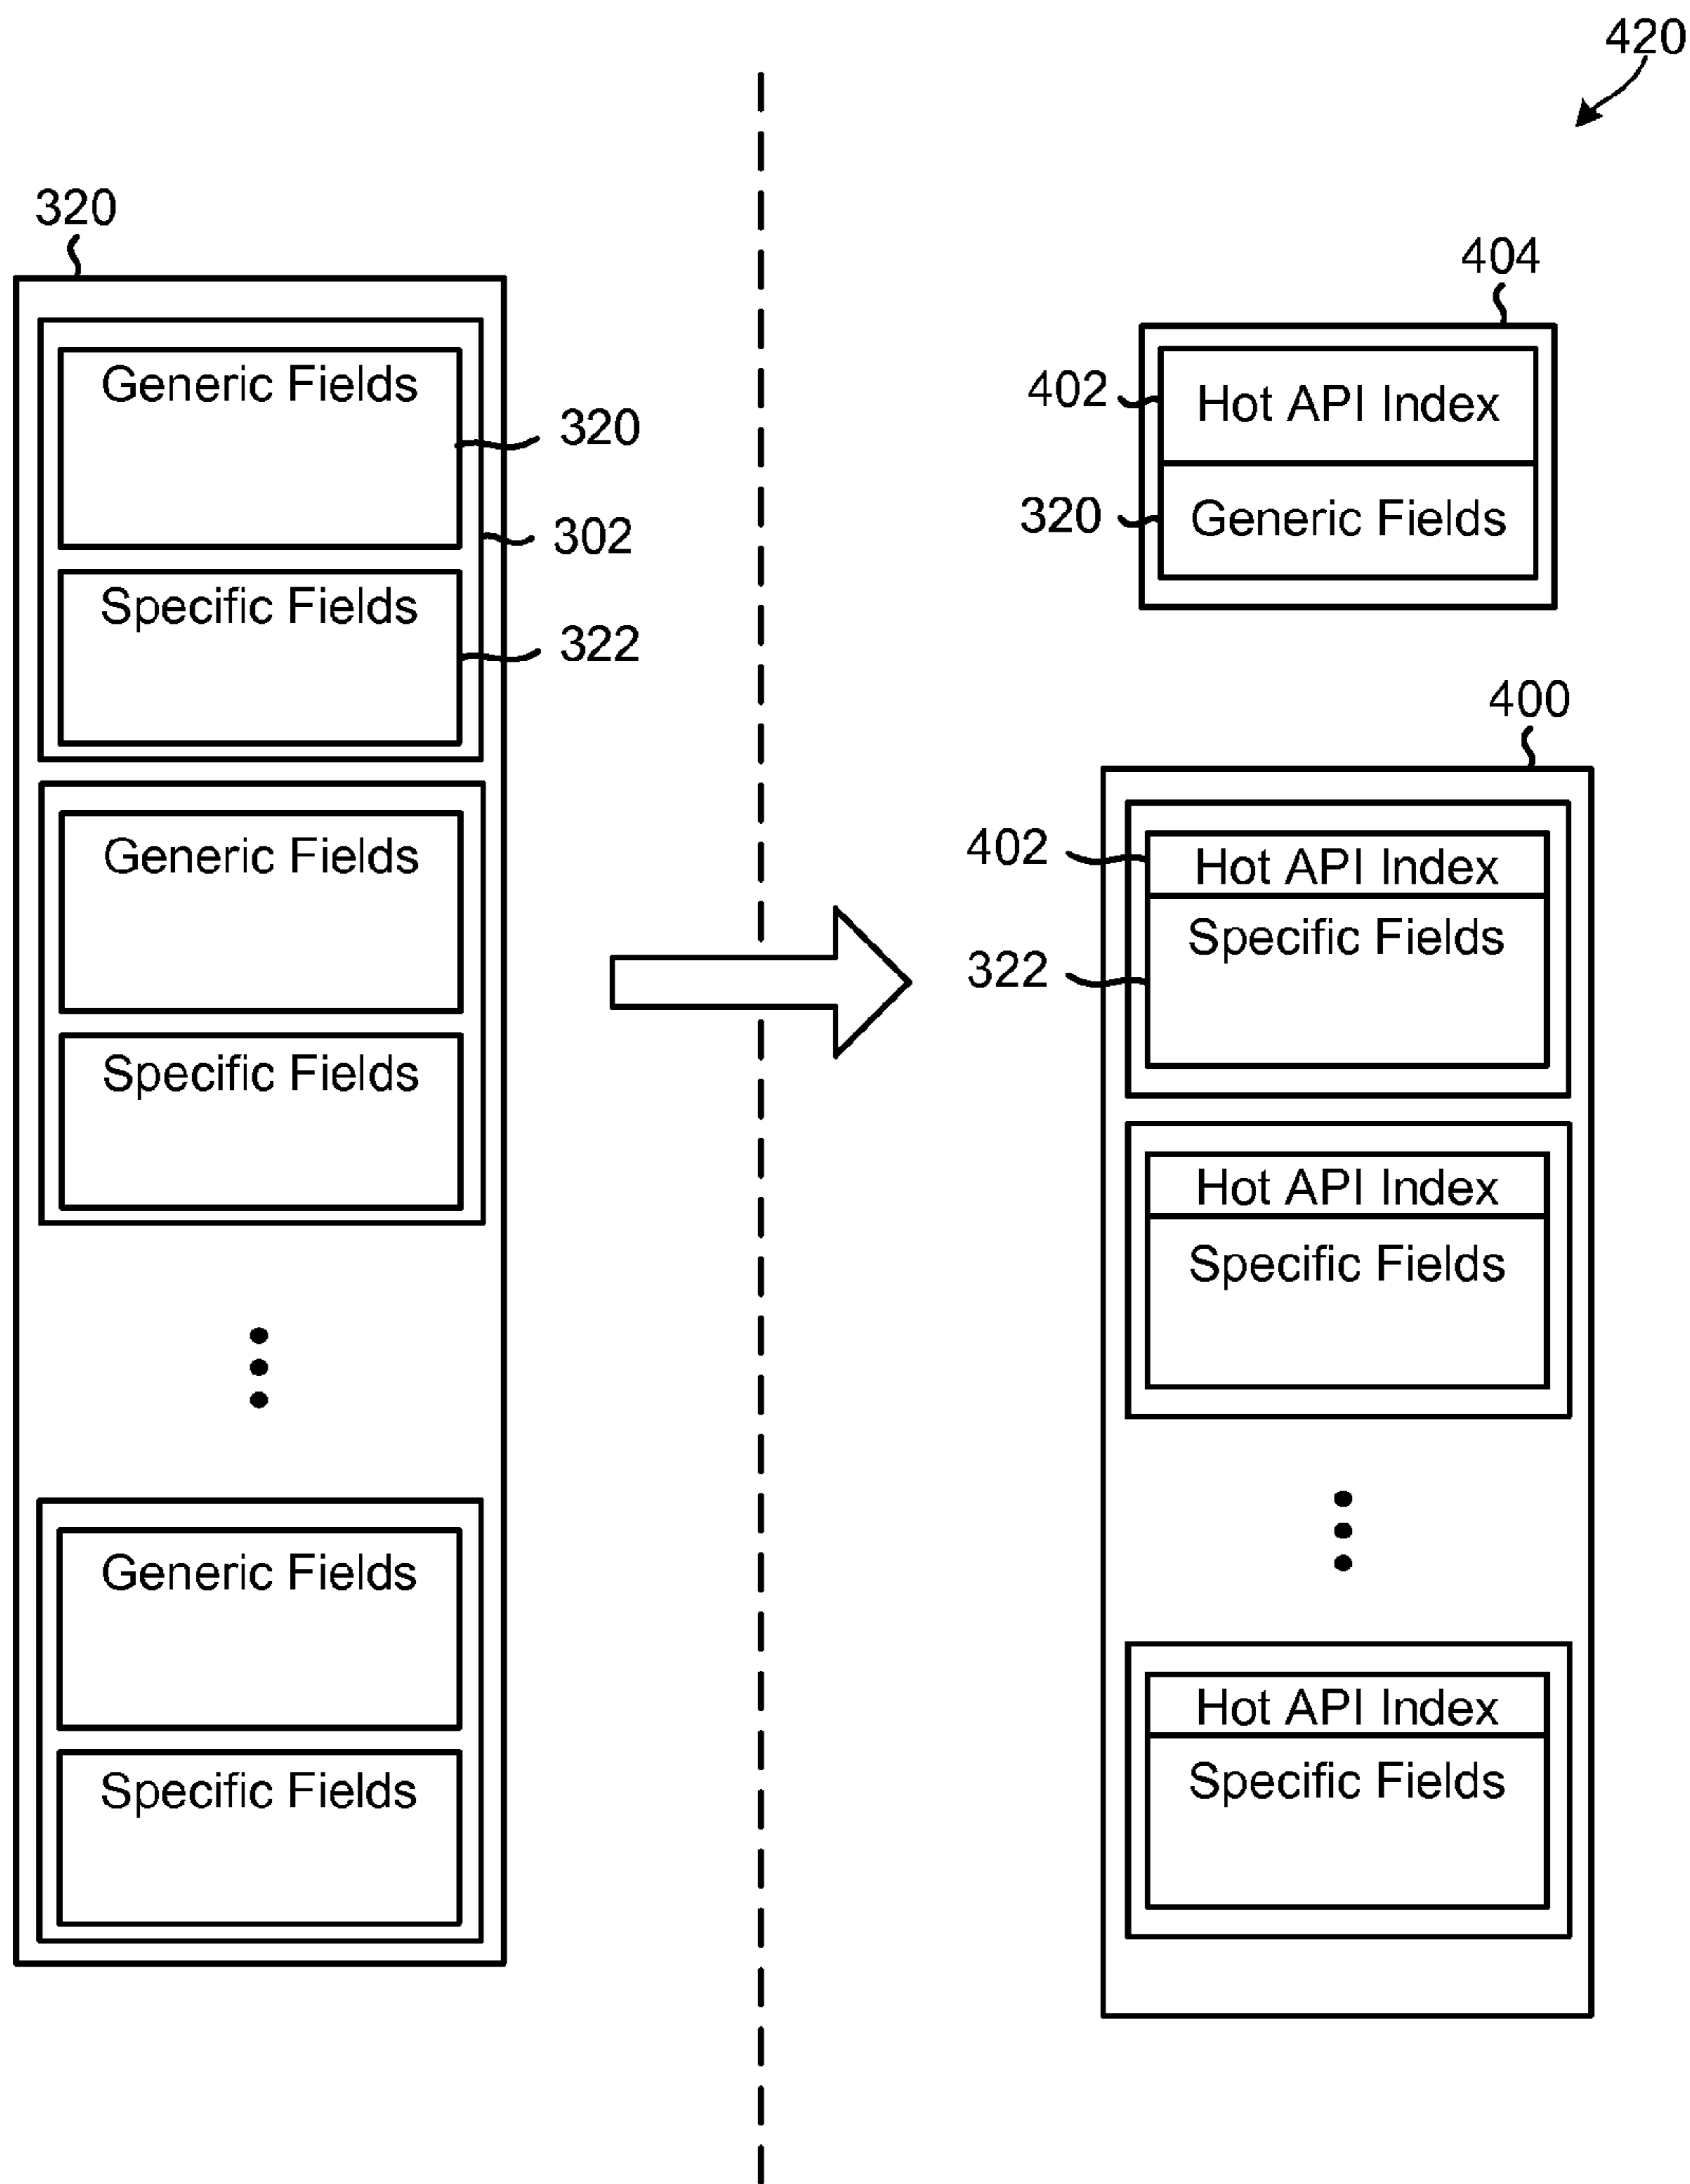 420
320
Generic Fields
320
302
Specific Fields
322
Generic Fields
Specific Fields
Generic Fields
Specific Fields
404
402
Hot API Index
320
Generic Fields
400
402
Hot API Index
Specific Fields
322
Hot API Index
Specific Fields
Hot API Index
Specific Fields